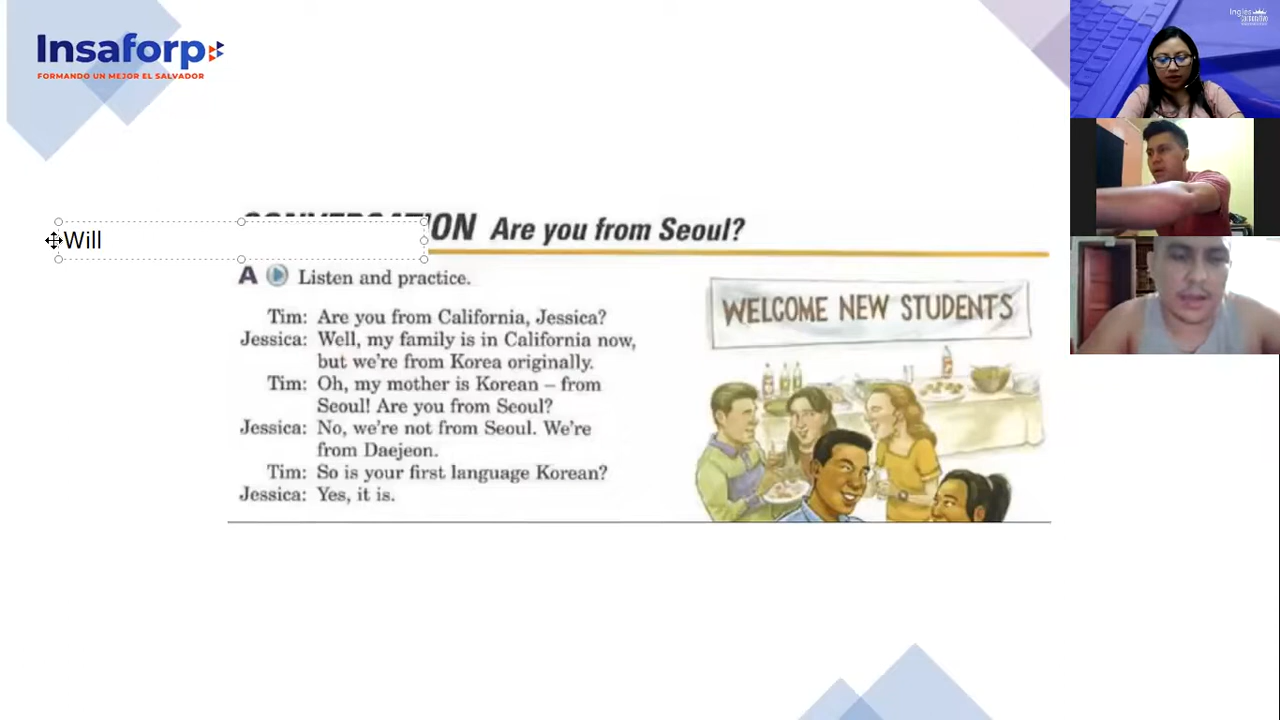 Insaforp
FORMANDO UN MEJOR EL SALVADOR
Will
CONVERSATION Are you from Seoul?
A Listen and practice.
Tim: Are you from California, Jessica?
Jessica: Well, my family is in California now,
but we're from Korea originally.
Tim: Oh, my mother is Korean – from
Seoul! Are you from Seoul?
Jessica: No, we're not from Seoul. We're
from Daejeon.
Tim: So is your first language Korean?
Jessica: Yes, it is.
WELCOME NEW STUDENTS
Ingles